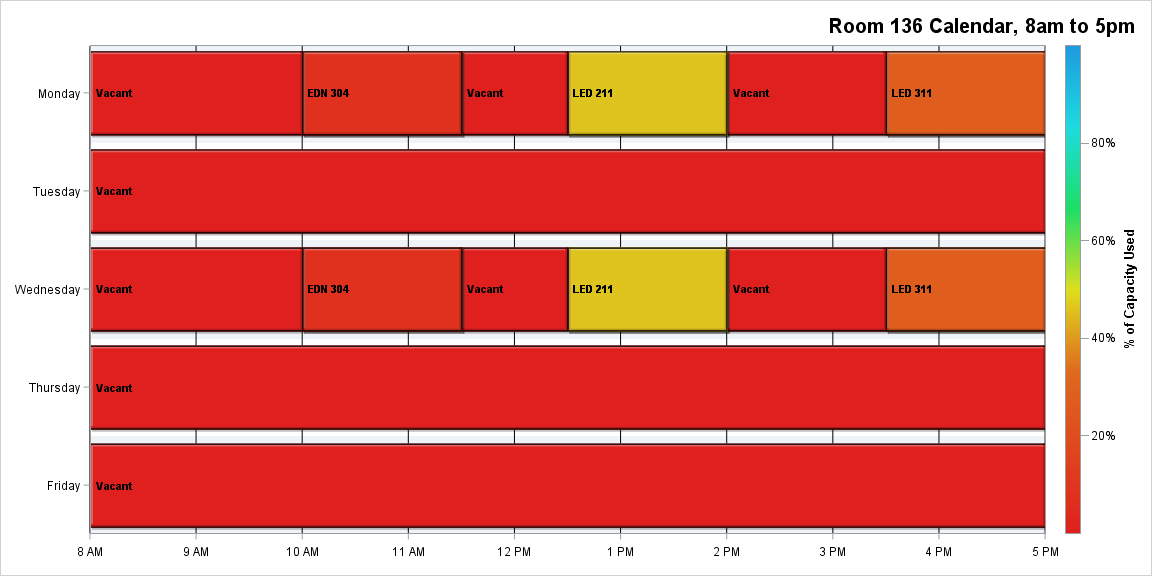 Room 136 Calendar, 8am to 5pm
Monday
Vacant
EDN 304
Vacant
LED 211
Vacant
LED 311
Tuesday
Vacant
Wednesday
Vacant
EDN 304
Vacant
LED 211
Vacant
LED 311
Thursday
Vacant
Friday
Vacant
8 AM
9 AM
10 AM
11 AM
12 PM
1 PM
2 PM
3 PM
4 PM
5 PM
80%
60%
40%
20%
% of Capacity Used